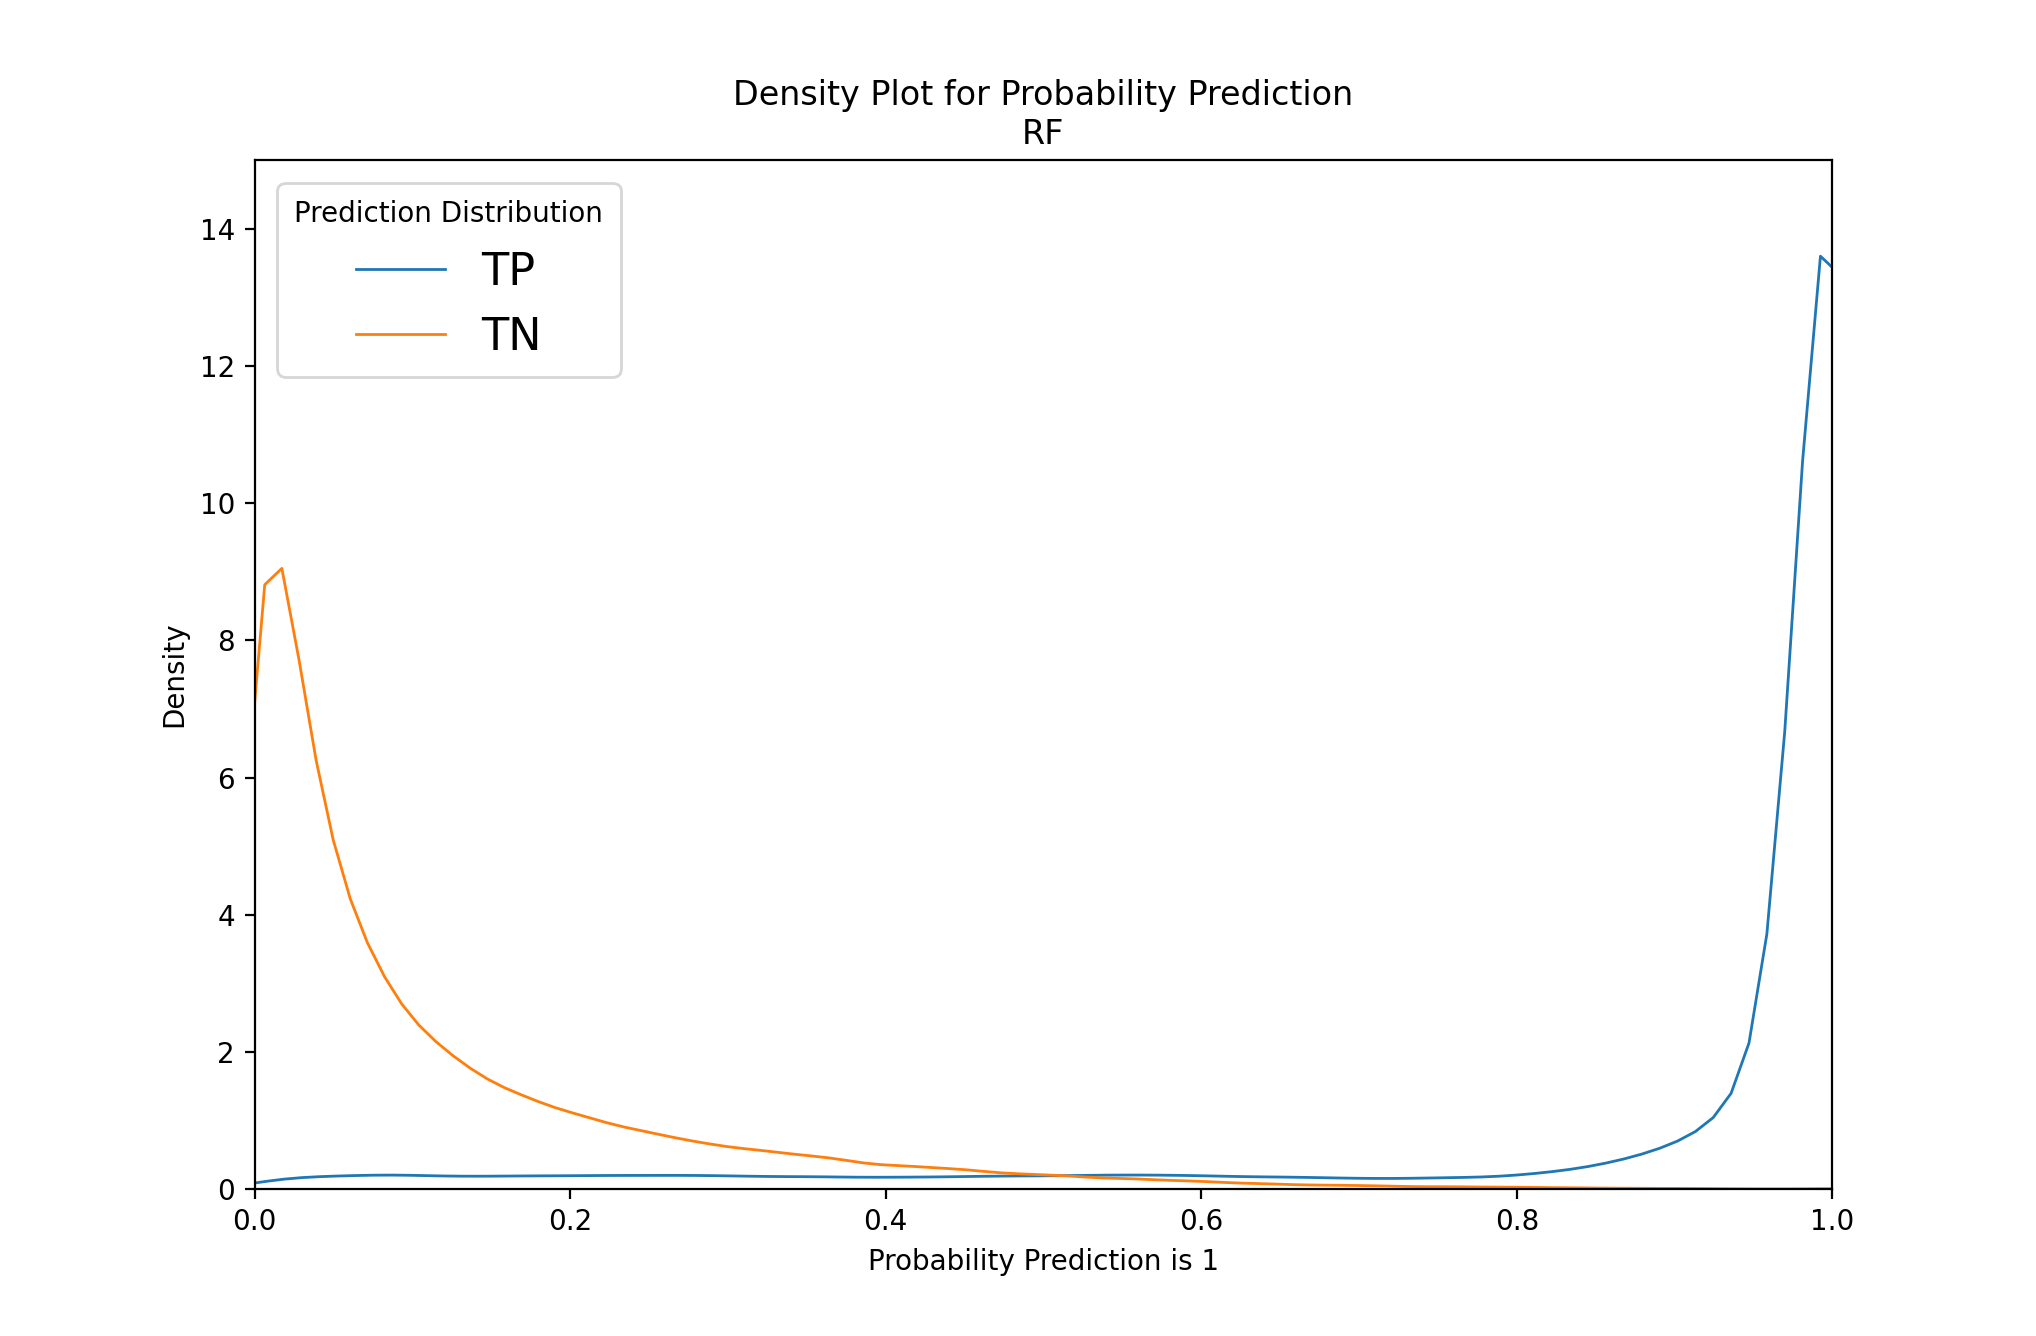 Density Plot for Probability Prediction
RF
Prediction Distribution
TP
TN
14
12
10
8
6
4
2
0
Density
0.0 0.2 0.4 0.6 0.8 1.0
Probability Prediction is 1